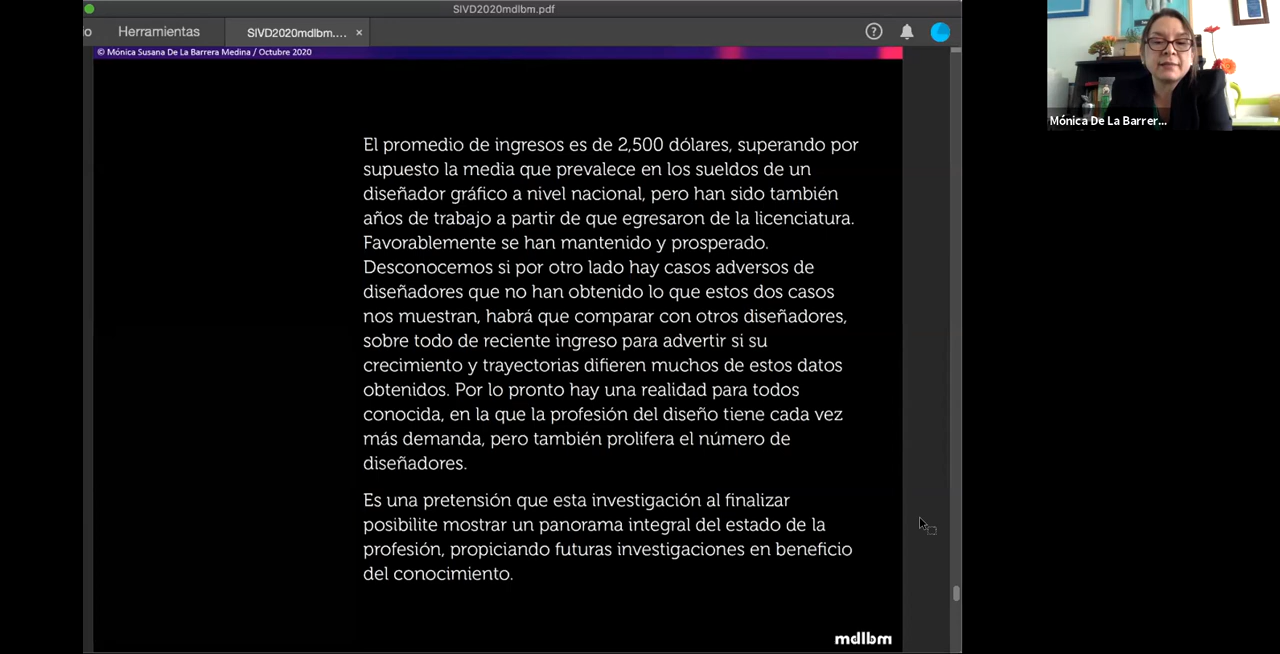 SIVD2020mdlbm.pdf
io
Herramientas
SIVD2020mdlbm....
×
?
© Mónica Susana De La Barrera Medina / Octubre 2020
El promedio de ingresos es de 2,500 dólares, superando por
supuesto la media que prevalece en los sueldos de un
diseñador gráfico a nivel nacional, pero han sido también
años de trabajo a partir de que egresaron de la licenciatura.
Favorablemente se han mantenido y prosperado.
Desconocemos si por otro lado hay casos adversos de
diseñadores que no han obtenido lo que estos dos casos
nos muestran, habrá que comparar con otros diseñadores,
sobre todo de reciente ingreso para advertir si su
crecimiento y trayectorias difieren muchos de estos datos
obtenidos. Por lo pronto hay una realidad para todos
conocida, en la que la profesión del diseño tiene cada vez
más demanda, pero también prolifera el número de
diseñadores.
Es una pretensión que esta investigación al finalizar
posibilite mostrar un panorama integral del estado de la
profesión, propiciando futuras investigaciones en beneficio
del conocimiento.
mdlbm
Mónica De La Barrer...